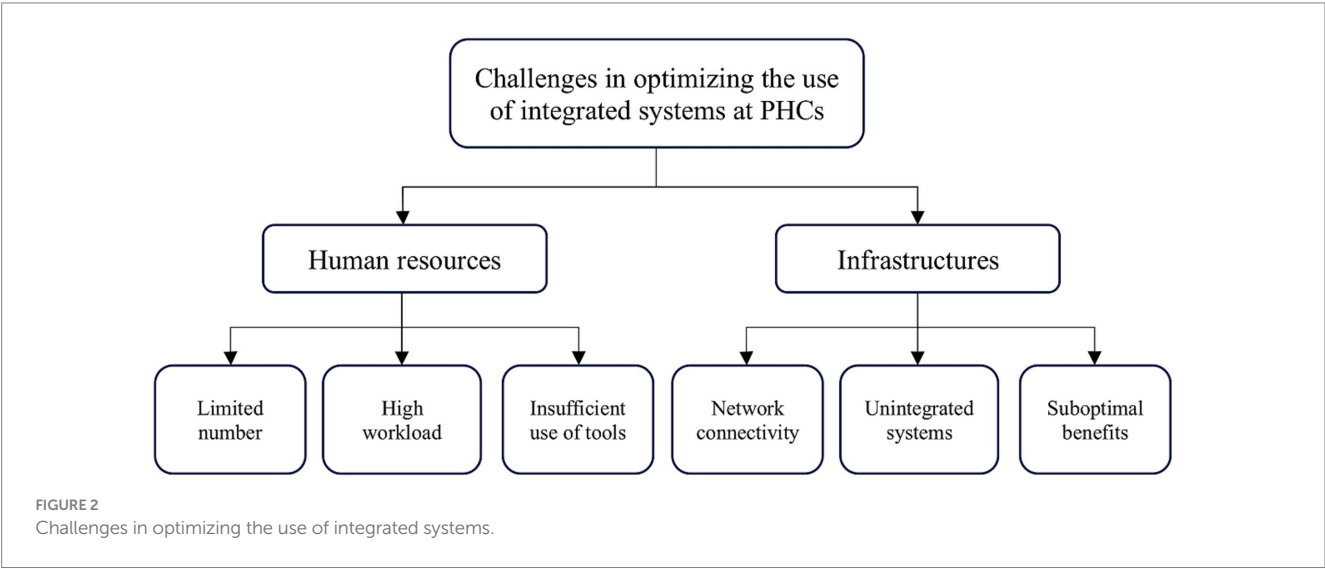 Challenges in optimizing the use
of integrated systems at PHCs
Human resources
Infrastructures
Limited
number
High
workload
Insufficient
use of tools
Network
connectivity
Unintegrated
systems
Suboptimal
benefits
FIGURE 2
Challenges in optimizing the use of integrated systems.